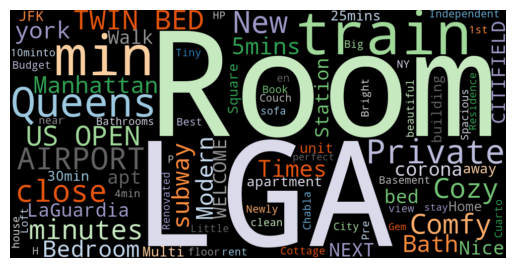 JFK
TWIN BED
HP
New
25mins
Independent
york
Walk
Tiny
Big
1st
10minto
5mins
train
Budget
min
Room
Square
en
NY
Manhattan
Book
Station
Couch
CITIFIELD
near
Bathrooms
Queens
Best
sofa
Bright
beautiful
building
Spacious
Residence
US OPEN
AIRPORT
Modern
WELCOME
P
LGA
Times
unit
perfect
Private
close
apt
subway
30min
4min
apartment
corona
away
Cozy
Renovated
Basement
bed
view
stay
Home
LaGuardia
Newly
clean
Chabla
City
Pre
Comfy
minutes
Loft
house
Little
NEXT
Gem
Cuarto
H
Bedroom
Multi
floor
rent
Cottage
Bath
Nice